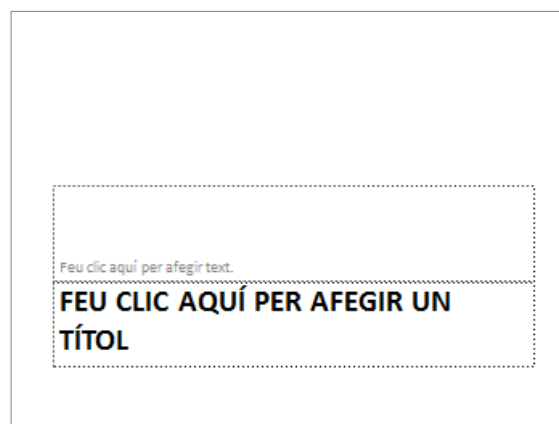 Feu clic aquí per afegir text.
FEU CLIC AQUÍ PER AFEGIR UN
TÍTOL